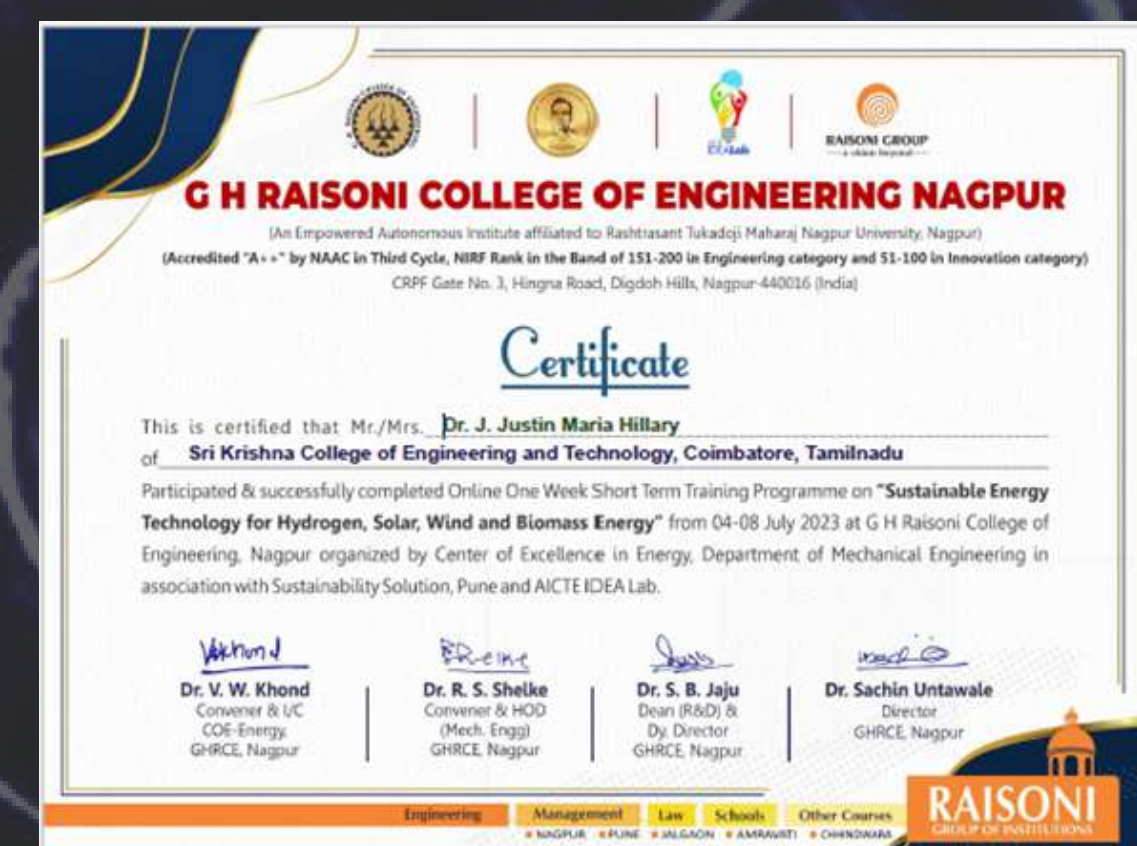 RAISONI GROUP
a vision beyond
G H RAISONI COLLEGE OF ENGINEERING NAGPUR
(An Empowered Autonomous Institute affiliated to Rashtrasant Tukadoji Maharaj Nagpur University, Nagpur)
(Accredited "A++" by NAAC in Third Cycle, NIRF Rank in the Band of 151-200 in Engineering category and 51-100 in Innovation category)
CRPF Gate No. 3, Hingna Road, Digdoh Hills, Nagpur-440016 (India)
Certificate
This is certified that Mr./Mrs. Dr. J. Justin Maria Hillary
of Sri Krishna College of Engineering and Technology, Coimbatore, Tamilnadu
Participated & successfully completed Online One Week Short Term Training Programme on "Sustainable Energy
Technology for Hydrogen, Solar, Wind and Biomass Energy" from 04-08 July 2023 at G H Raisoni College of
Engineering, Nagpur organized by Center of Excellence in Energy, Department of Mechanical Engineering in
association with Sustainability Solution, Pune and AICTE IDEA Lab.
Dr. V. W. Khond
Convener & I/C
COE-Energy,
GHRCE, Nagpur
Dr. R. S. Shelke
Convener & HOD
(Mech. Engg)
GHRCE, Nagpur
Dr. S. B. Jaju
Dean (R&D) &
Dy. Director
GHRCE, Nagpur
Dr. Sachin Untawale
Director
GHRCE, Nagpur
Engineering Management Law Schools Other Courses
NAGPUR PUNE JALGAON AMRAVATI CHHINDWARA
RAISONI
GROUP OF INSTITUTIONS